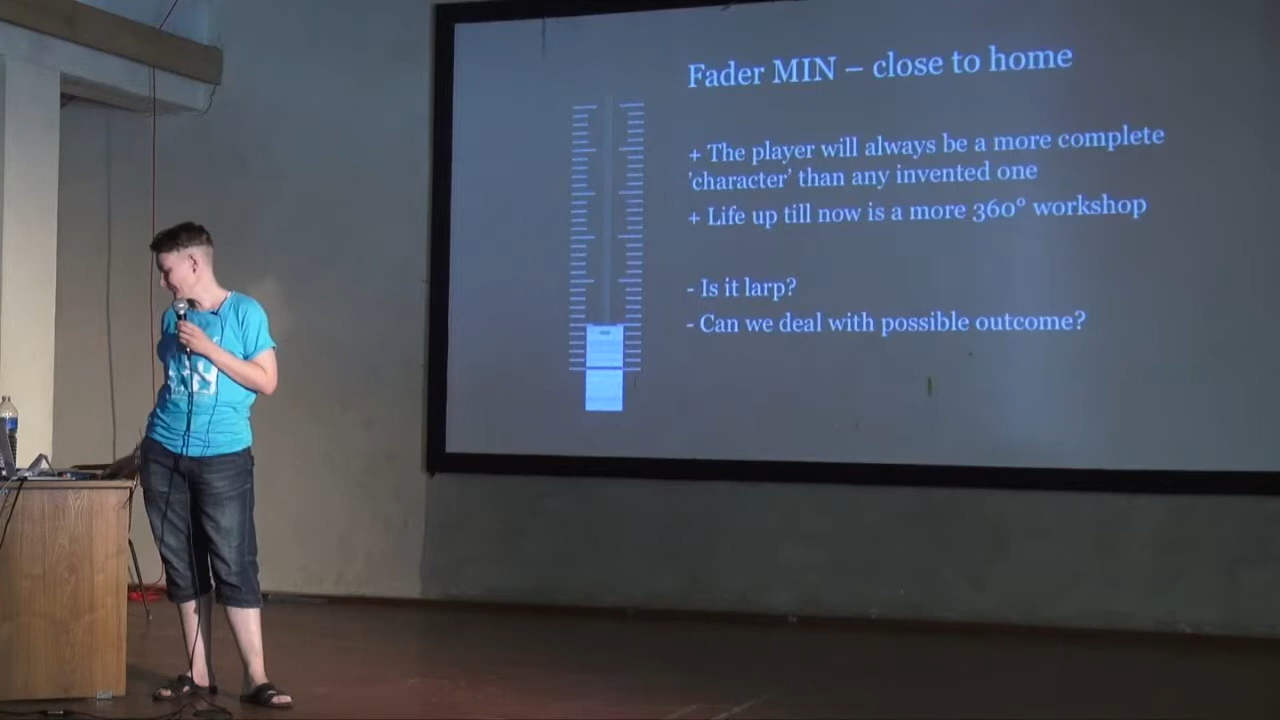 Fader MIN – close to home
+ The player will always be a more complete
'character' than any invented one
+ Life up till now is a more 360° workshop
- Is it larp?
- Can we deal with possible outcome?